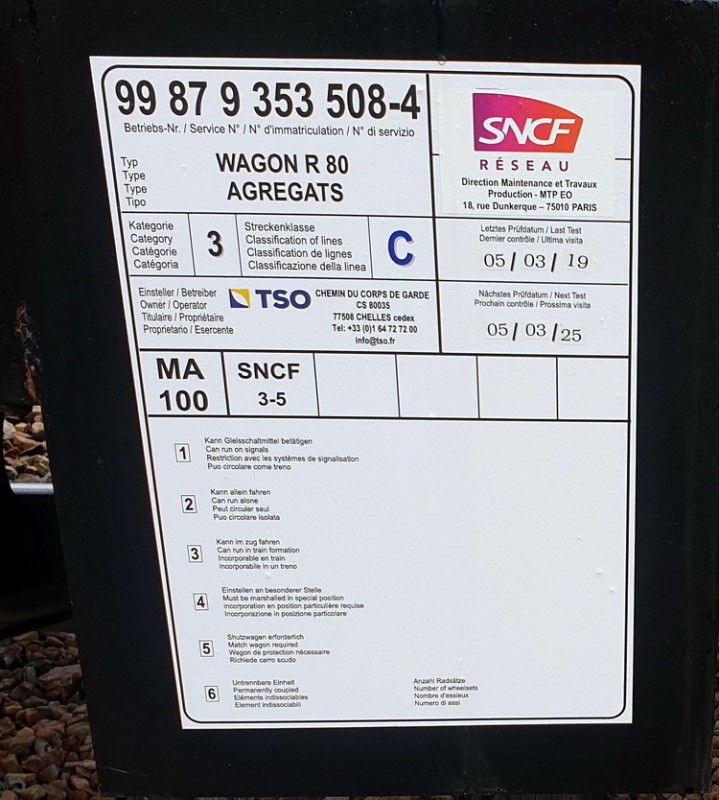 99 87 9 353 508-4
Betriebs-Nr. / Service N° / N° d'immatriculation / N° di servizio
Typ
Type
Type
Tipo
WAGON R 80
AGREGATS
SNCF
RÉSEAU
Direction Maintenance et Travaux
Production - MTP EO
18, rue Dunkerque – 75010 PARIS
Kategorie
Category
Catégorie
Catégoria
3
Streckenklasse
Classification of lines
Classification de lignes
Classificazione della linea
C
Letztes Prüfdatum / Last Test
Dernier contrôle / Ultima visita
05/ 03/ 19
Einsteller / Betreiber
Owner / Operator
Titulaire / Propriétaire
Proprietario / Esercente
TSO
CHEMIN DU CORPS DE GARDE
CS 80035
77508 CHELLES cedex
Tel: +33 (0)1 64 72 72 00
info@tso.fr
Nächstes Prüfdatum / Next Test
Prochain contrôle / Prossima visita
05/ 03/ 25
MA
100
SNCF
3-5
1
Kann Gleisschaltmittel betätigen
Can run on signals
Restriction avec les systèmes de signalisation
Puo circolare come treno
2
Kann allein fahren
Can run alone
Peut circuler seul
Puo circolare isolata
3
Kann im zug fahren
Can run in train formation
Incorporable en train
incorporabile in un treno
4
Einstellen an besonderer Stelle
Must be marshalled in special position
incorporation en position particulière requise
Incorporazione in posizione particolare
5
Shutzwagen erforderlich
Match wagon required
Wagon de protection nécessaire
Richiede carro scudo
6
Untrennbare Einheit
Permanently coupled
Eléments indissociables
Element indissociabili
Anzahl Radsätze
Number of wheelsets
Nombre d'essieux
Numero di assi